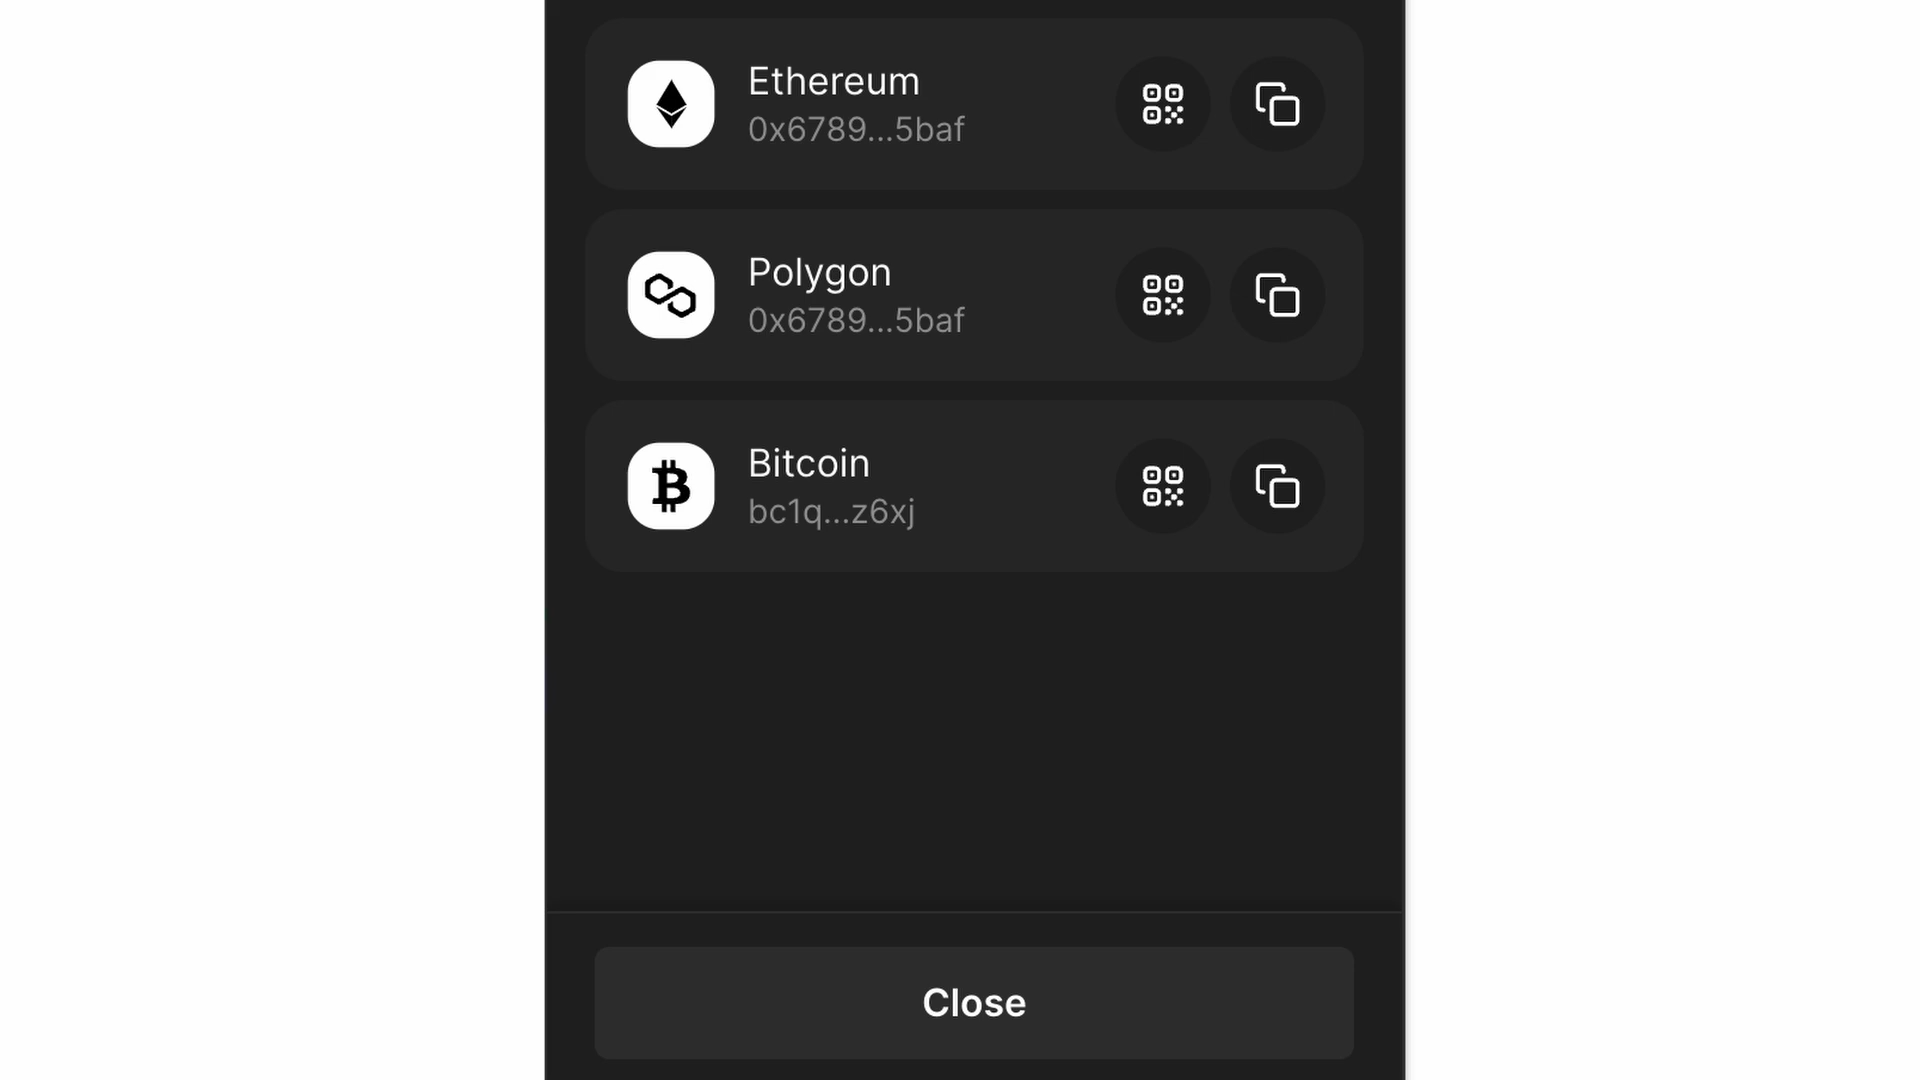 Ethereum
0x6789...5baf
Polygon
0x6789...5baf
Bitcoin
bc1q...z6xj
Close